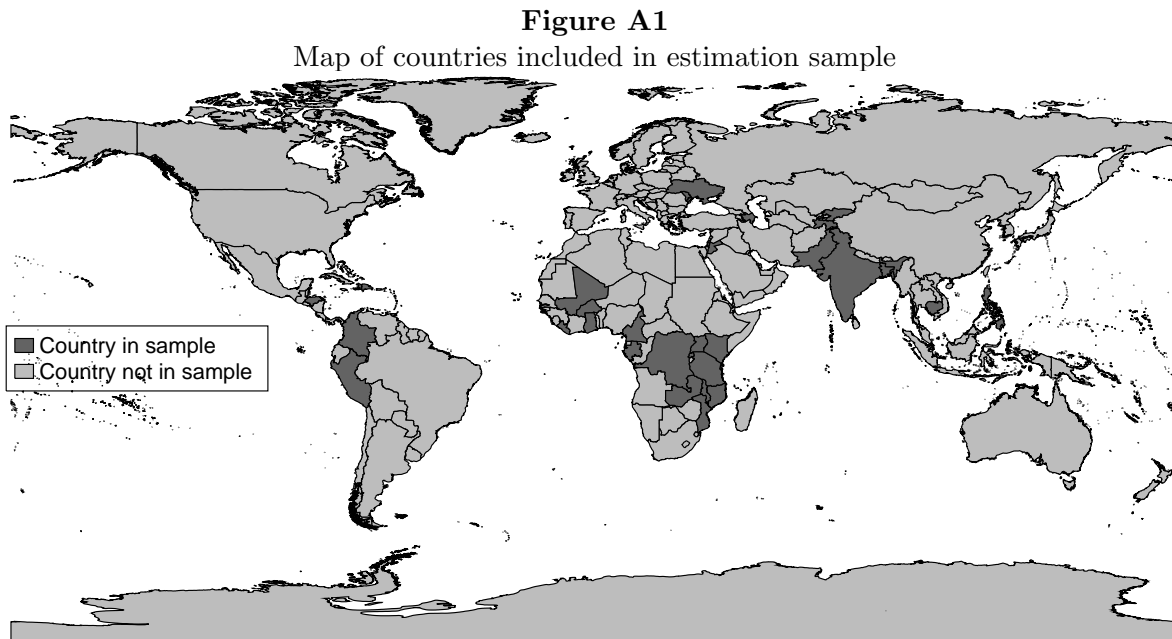 Figure A1
Map of countries included in estimation sample
Country in sample
Country not in sample